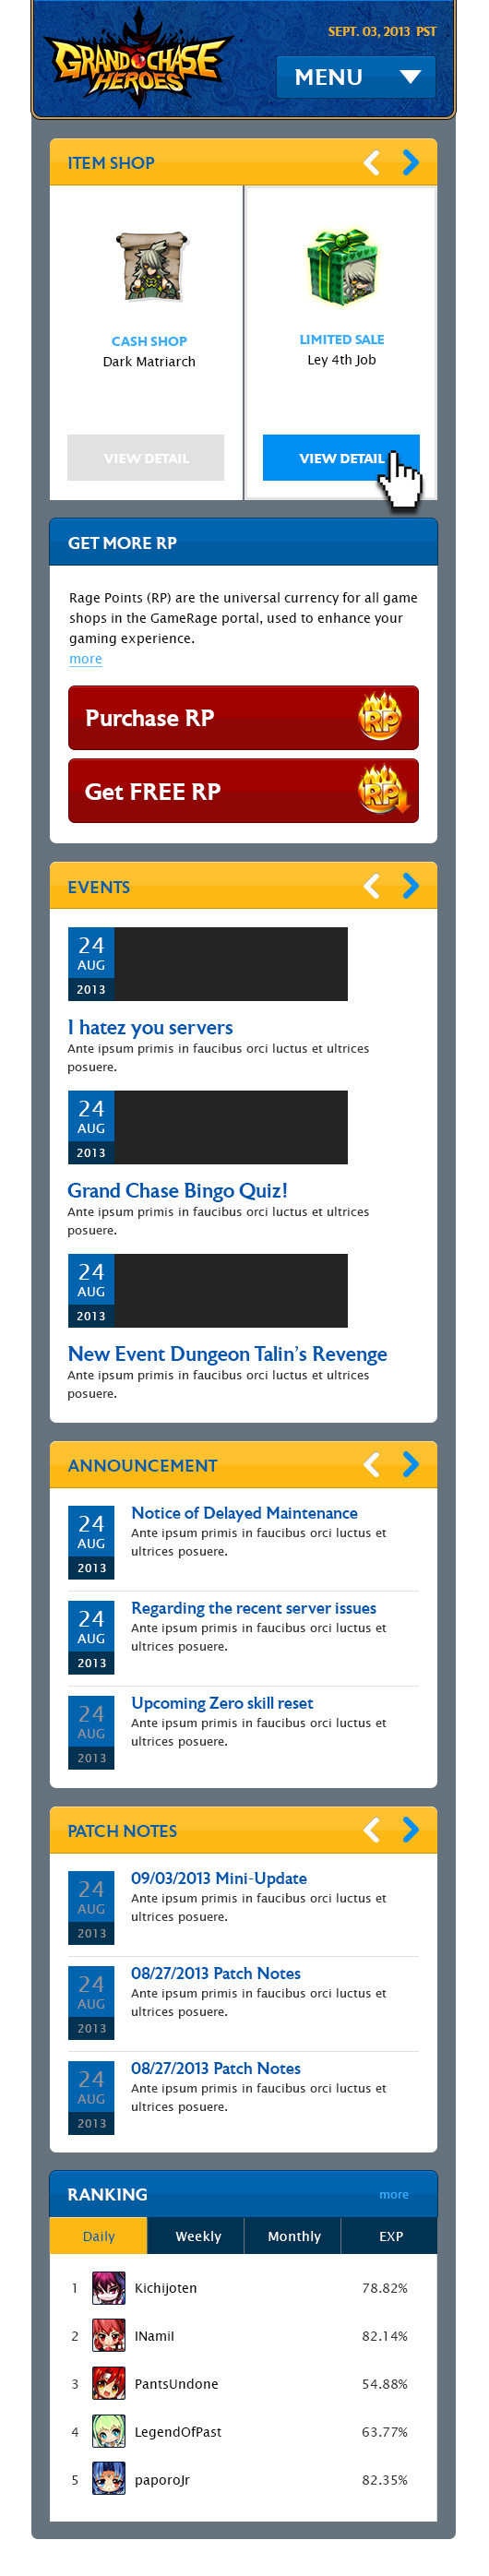 GRAND CHASE
HEROES
SEPT. 03, 2013 PST
MENU
ITEM SHOP
CASH SHOP
Dark Matriarch
VIEW DETAIL
LIMITED SALE
Ley 4th Job
VIEW DETAIL
GET MORE RP
Rage Points (RP) are the universal currency for all game
shops in the GameRage portal, used to enhance your
gaming experience.
more
Purchase RP
RP
Get FREE RP
RP
EVENTS
24
AUG
2013
I hatez you servers
Ante ipsum primis in faucibus orci luctus et ultrices
posuere.
24
AUG
2013
Grand Chase Bingo Quiz!
Ante ipsum primis in faucibus orci luctus et ultrices
posuere.
24
AUG
2013
New Event Dungeon Talin’s Revenge
Ante ipsum primis in faucibus orci luctus et ultrices
posuere.
ANNOUNCEMENT
24
AUG
2013
Notice of Delayed Maintenance
Ante ipsum primis in faucibus orci luctus et
ultrices posuere.
24
AUG
2013
Regarding the recent server issues
Ante ipsum primis in faucibus orci luctus et
ultrices posuere.
24
AUG
2013
Upcoming Zero skill reset
Ante ipsum primis in faucibus orci luctus et
ultrices posuere.
PATCH NOTES
24
AUG
2013
09/03/2013 Mini-Update
Ante ipsum primis in faucibus orci luctus et
ultrices posuere.
24
AUG
2013
08/27/2013 Patch Notes
Ante ipsum primis in faucibus orci luctus et
ultrices posuere.
24
AUG
2013
08/27/2013 Patch Notes
Ante ipsum primis in faucibus orci luctus et
ultrices posuere.
RANKING more
Daily Weekly Monthly EXP
1 Kichijoten 78.82%
2 INamiI 82.14%
3 PantsUndone 54.88%
4 LegendOfPast 63.77%
5 paporoJr 82.35%